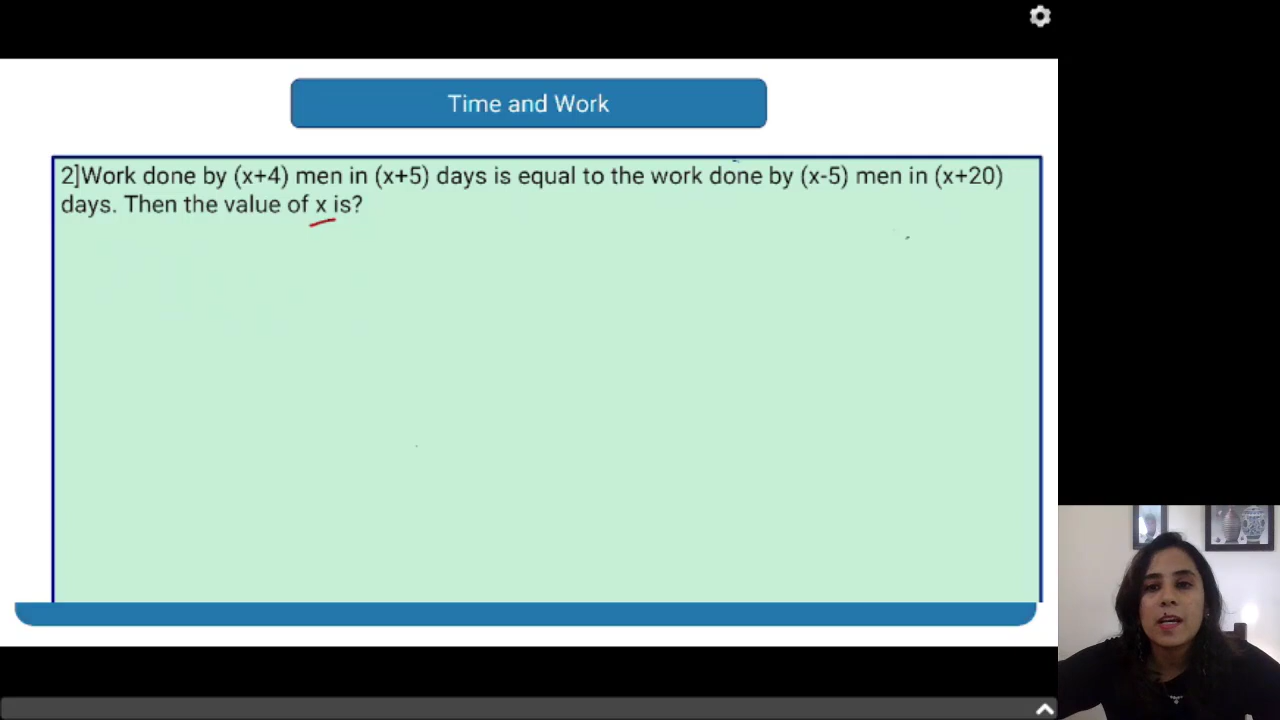 Time and Work
2]Work done by (x+4) men in (x+5) days is equal to the work done by (x-5) men in (x+20)
days. Then the value of x is?